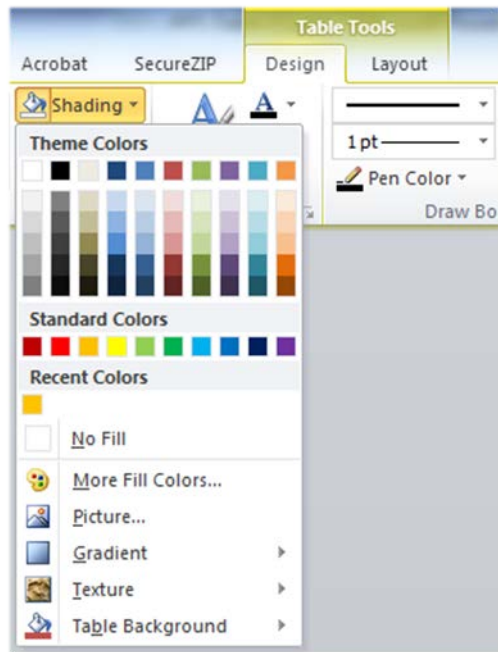 Table Tools
Acrobat SecureZIP Design Layout
Shading A
1 pt
Pen Color
Draw Bo
Theme Colors
Standard Colors
Recent Colors
No Fill
More Fill Colors...
Picture...
Gradient
Texture
Table Background